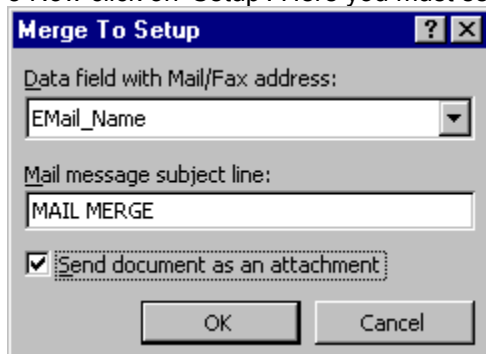 Merge To Setup
Data field with Mail/Fax address:
EMail_Name
Mail message subject line:
MAIL MERGE
Send document as an attachment
OK Cancel